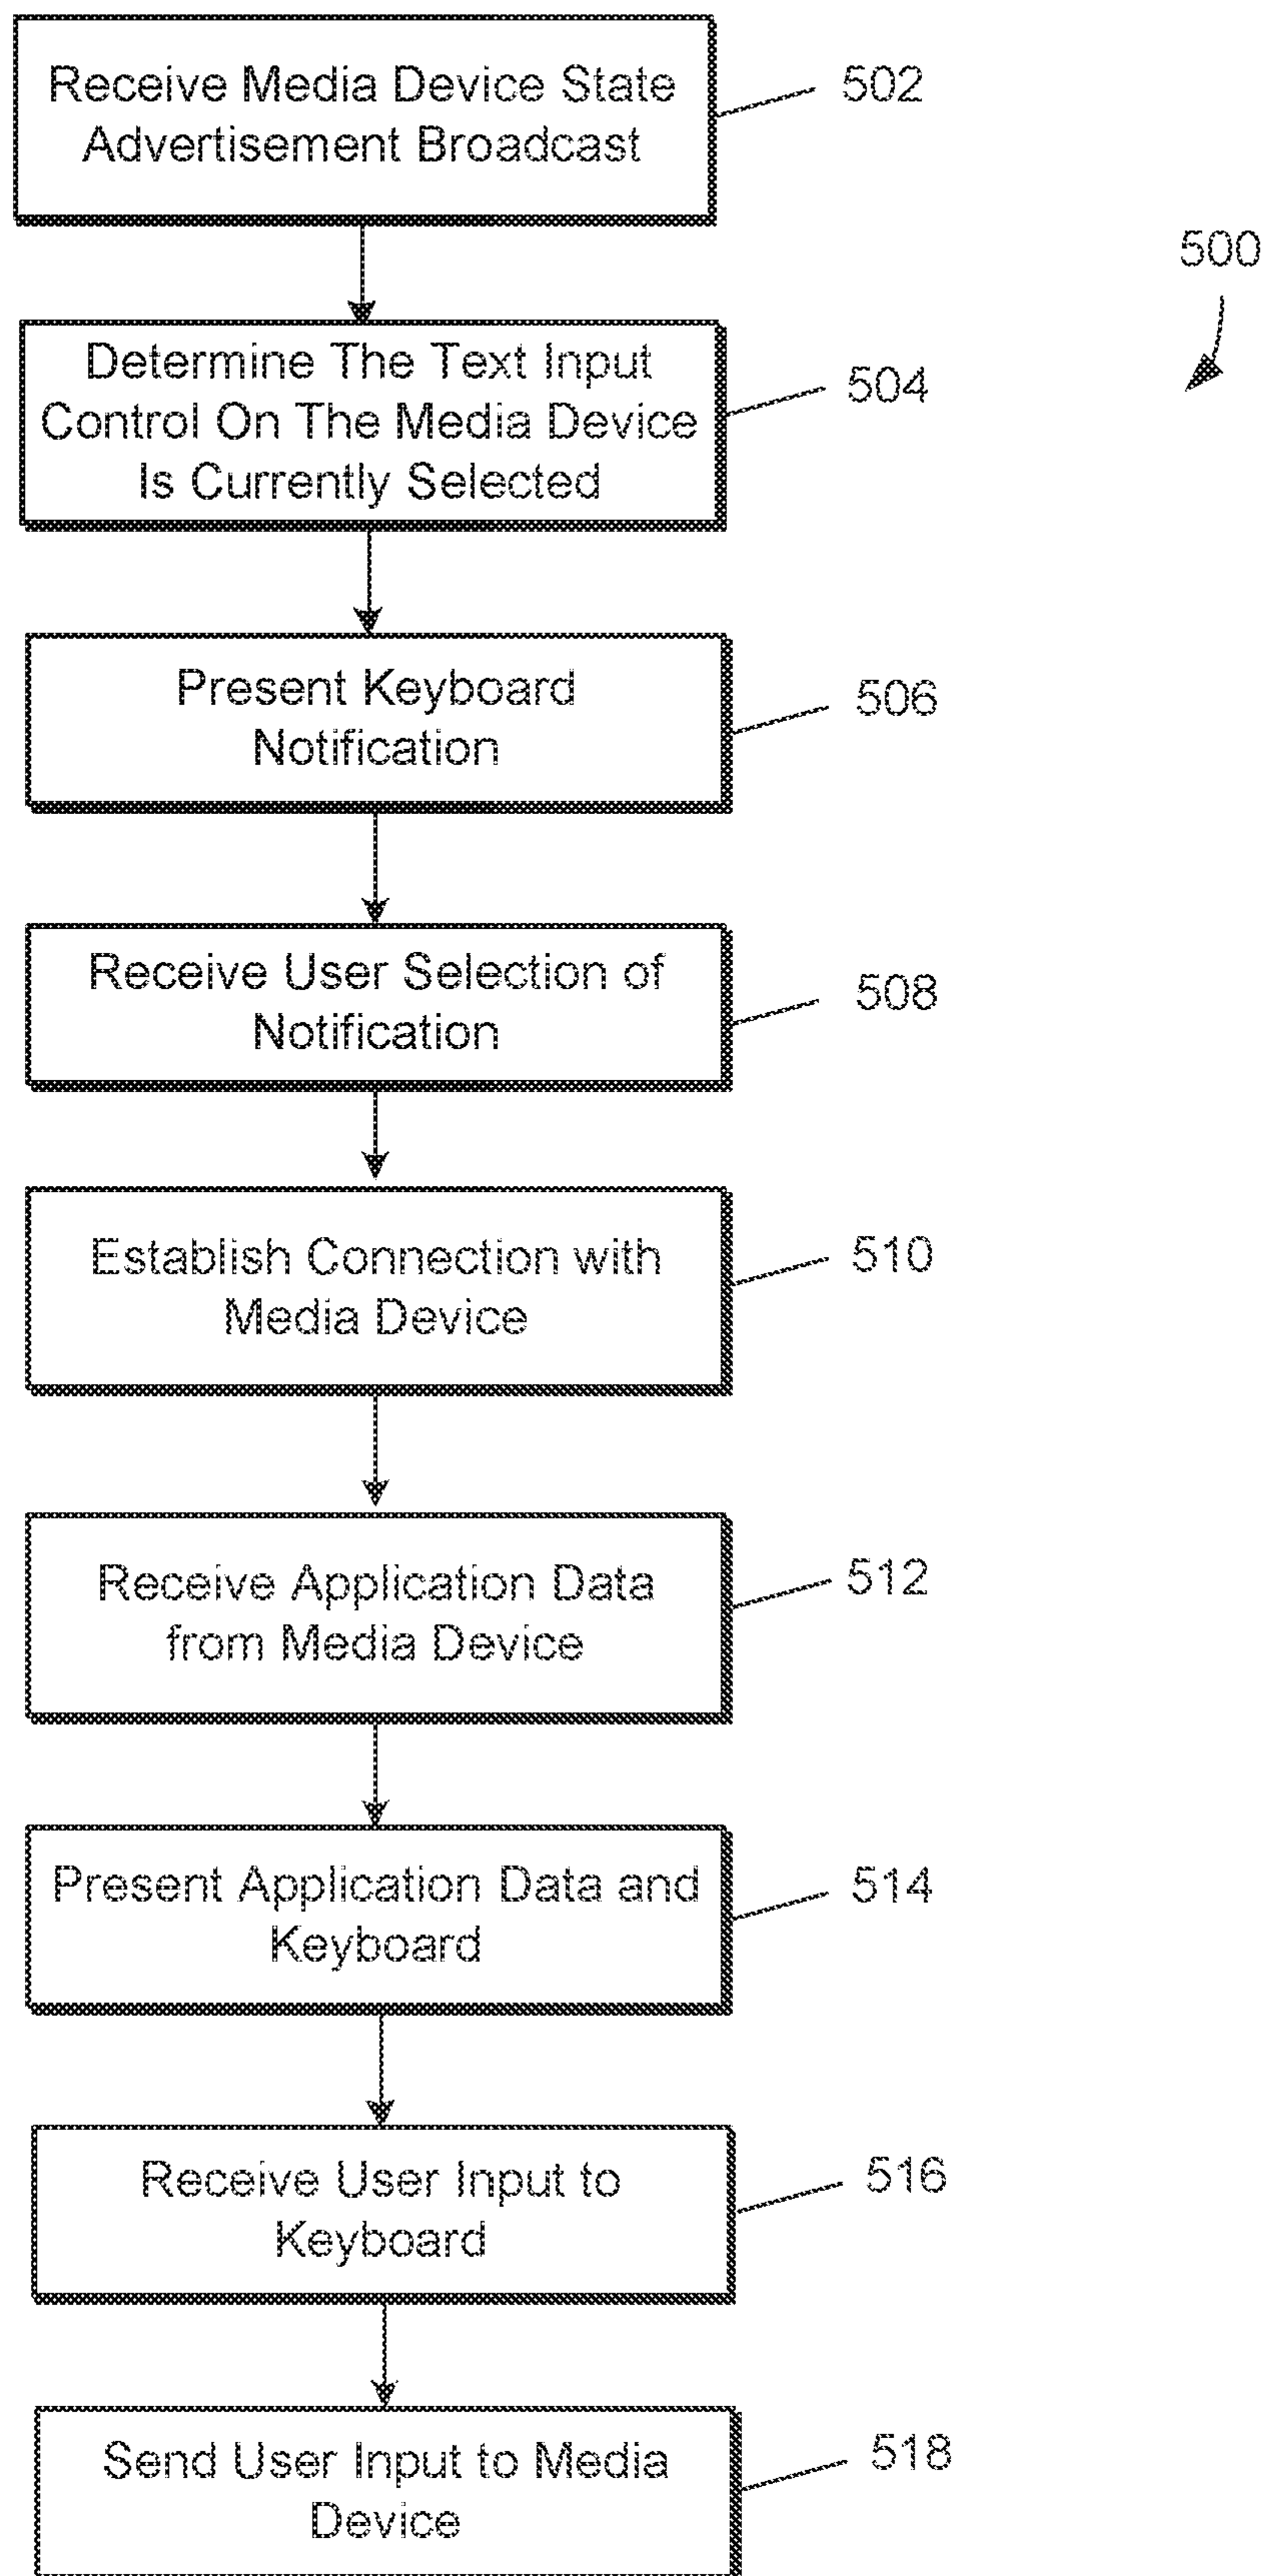 Receive Media Device State
Advertisement Broadcast
502
500
Determine The Text Input
Control On The Media Device
Is Currently Selected
504
Present Keyboard
Notification
506
Receive User Selection of
Notification
508
Establish Connection with
Media Device
510
Receive Application Data
from Media Device
512
Present Application Data and
Keyboard
514
Receive User Input to
Keyboard
516
Send User Input to Media
Device
518